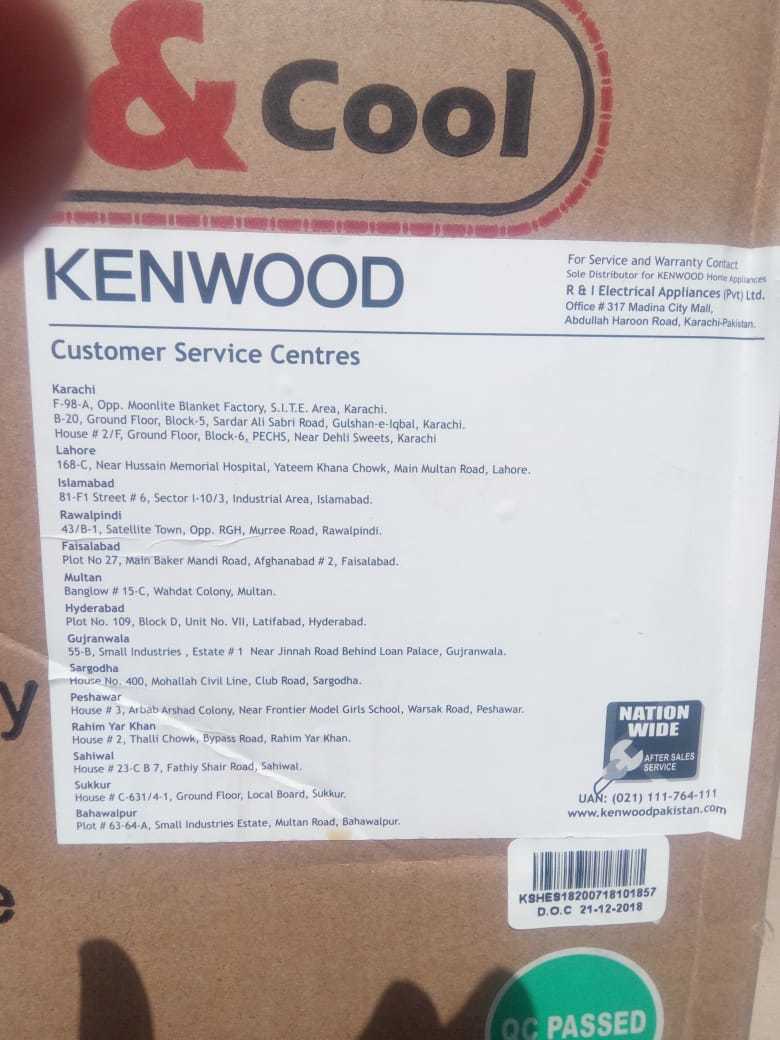 & Cool
KENWOOD
For Service and Warranty Contact
Sole Distributor for KENWOOD Home Appliances
R & I Electrical Appliances (Pvt) Ltd.
Office # 317 Madina City Mall,
Abdullah Haroon Road, Karachi-Pakistan.
Customer Service Centres
Karachi
F-98-A, Opp. Moonlite Blanket Factory, S.I.T.E. Area, Karachi.
B-20, Ground Floor, Block-5, Sardar Ali Sabri Road, Gulshan-e-Iqbal, Karachi.
House # 2/F, Ground Floor, Block-6, PECHS, Near Dehli Sweets, Karachi
Lahore
168-C, Near Hussain Memorial Hospital, Yateem Khana Chowk, Main Multan Road, Lahore.
Islamabad
81-F1 Street # 6, Sector I-10/3, Industrial Area, Islamabad.
Rawalpindi
43/B-1, Satellite Town, Opp. RGH, Murree Road, Rawalpindi.
Faisalabad
Plot No 27, Main Baker Mandi Road, Afghanabad # 2, Faisalabad.
Multan
Banglow # 15-C, Wahdat Colony, Multan.
Hyderabad
Plot No. 109, Block D, Unit No. VII, Latifabad, Hyderabad.
Gujranwala
55-B, Small Industries , Estate # 1 Near Jinnah Road Behind Loan Palace, Gujranwala.
Sargodha
House No. 400, Mohallah Civil Line, Club Road, Sargodha.
Peshawar
House # 3, Arbab Arshad Colony, Near Frontier Model Girls School, Warsak Road, Peshawar.
Rahim Yar Khan
House # 2, Thalli Chowk, Bypass Road, Rahim Yar Khan.
Sahiwal
House # 23-C B 7, Fathiy Shair Road, Sahiwal.
Sukkur
House # C-631/4-1, Ground Floor, Local Board, Sukkur.
Bahawalpur
Plot # 63-64-A, Small Industries Estate, Multan Road, Bahawalpur.
NATION
WIDE
AFTER SALES
SERVICE
UAN: (021) 111-764-111
www.kenwoodpakistan.com
KSHES18200718101857
D.O.C 21-12-2018
QC PASSED